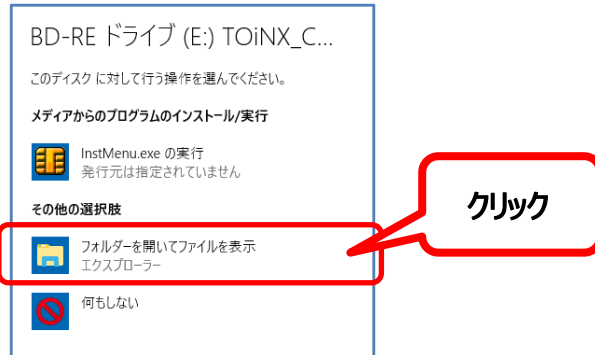 BD-RE ドライブ (E:) TOiNX_C...
このディスク に対して行う操作を選んでください。
メディアからのプログラムのインストール/実行
InstMenu.exe の実行
発行元は指定されていません
その他の選択肢
フォルダーを開いてファイルを表示
エクスプローラー
クリック
何もしない